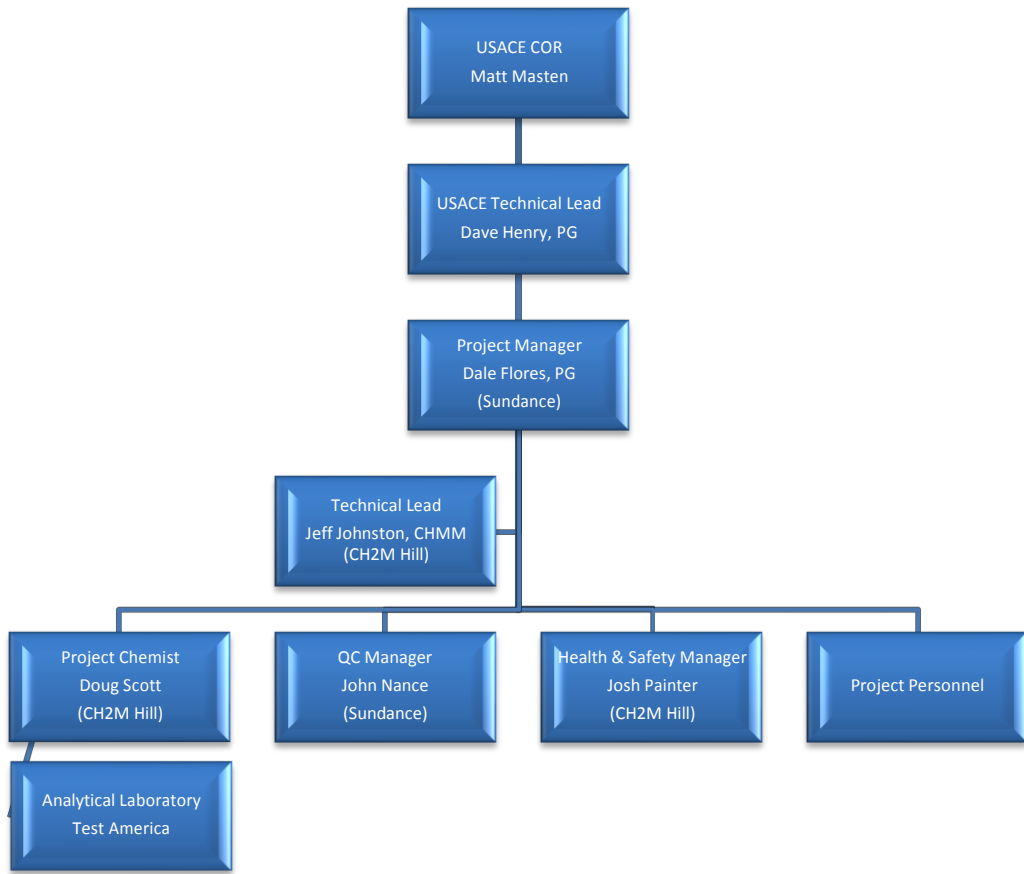 USACE COR
Matt Masten
USACE Technical Lead
Dave Henry, PG
Project Manager
Dale Flores, PG
(Sundance)
Technical Lead
Jeff Johnston, CHMM
(CH2M Hill)
Project Chemist
Doug Scott
(CH2M Hill)
QC Manager
John Nance
(Sundance)
Health & Safety Manager
Josh Painter
(CH2M Hill)
Project Personnel
Analytical Laboratory
Test America